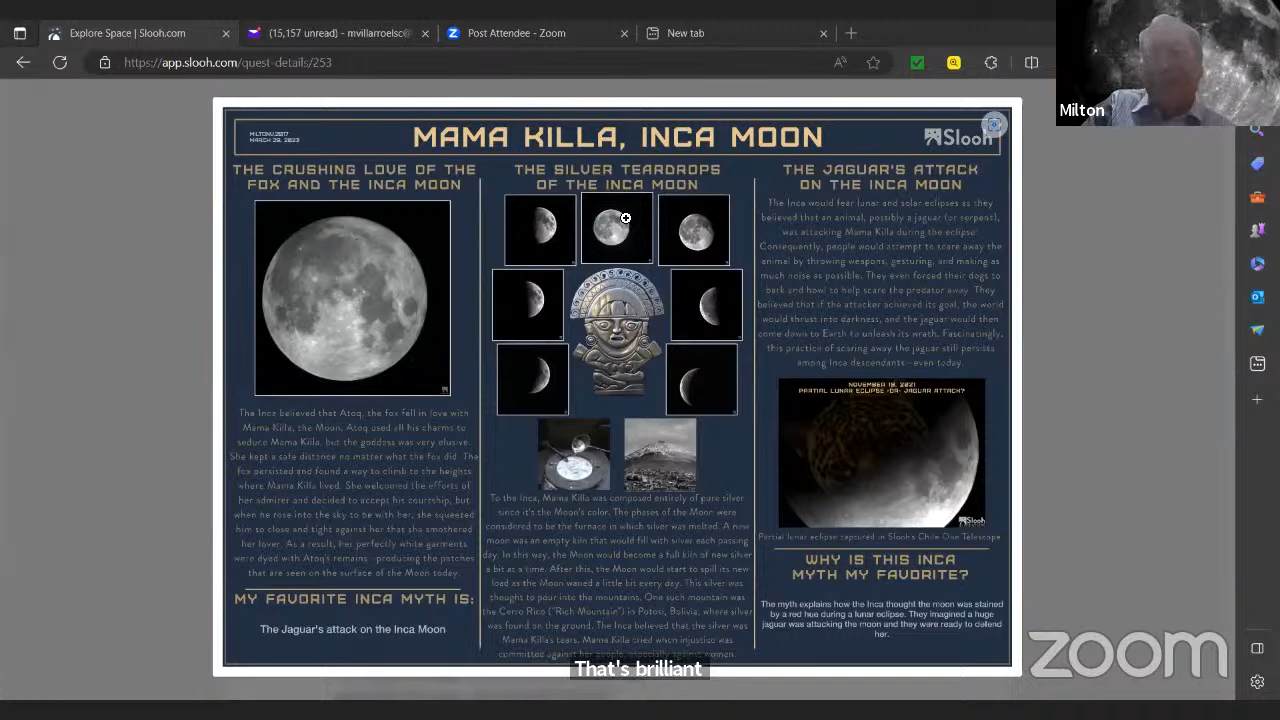 Explore Space | Slooh.com
(15,157 unread) - mvillarroelsc@
Post Attendee - Zoom
New tab
https://app.slooh.com/quest-details/253
Milton
MILTONV.2017
MARCH 29, 2023
MAMA KILLA, INCA MOON
Slooh
THE CRUSHING LOVE OF THE
FOX AND THE INCA MOON
The Inca believed that Atoq, the fox fell in love with
Mama Killa, the Moon. Atoq used all his charms to
seduce Mama Killa, but the goddess was very elusive.
She kept a safe distance no matter what the fox did. The
fox persisted and found a way to climb to the heights
where Mama Killa lived. She welcomed the efforts of
her admirer and decided to accept his courtship, but
when he rose into the sky to be with her, she squeezed
him so close and tight against her that she smothered
her lover. As a result, her perfectly white garments
were dyed with Atoq's remains -producing the patches
that are seen on the surface of the Moon today.
MY FAVORITE INCA MYTH IS:
The Jaguar's attack on the Inca Moon
THE SILVER TEARDROPS
OF THE INCA MOON
To the Inca, Mama Killa was composed entirely of pure silver
since it's the Moon's color. The phases of the Moon were
considered to be the furnace in which silver was melted. A new
moon was an empty kiln that would fill with silver each passing
day. In this way, the Moon would become a full kiln of new silver
a bit at a time. After this, the Moon would start to spill its new
load as the Moon waned a little bit every day. This silver was
thought to pour into the mountains. One such mountain was
the Cerro Rico ("Rich Mountain") in Potosi, Bolivia, where silver
was found on the ground. The Inca believed that the silver was
Mama Killa's tears. Mama Killa cried when injustice was
committed against her people, especially against women.
THE JAGUAR'S ATTACK
ON THE INCA MOON
The Inca would fear lunar and solar eclipses as they
believed that an animal, possibly a jaguar (or serpent),
was attacking Mama Killa during the eclipse.
Consequently, people would attempt to scare away the
animal by throwing weapons, gesturing, and making as
much noise as possible. They even forced their dogs to
bark and howl to help scare the predator away. They
believed that if the attacker achieved its goal, the world
would thrust into darkness, and the jaguar would then
come down to Earth to unleash its wrath. Fascinatingly,
this practice of scaring away the jaguar still persists
among Inca descendants—even today.
NOVEMBER 19, 2021
PARTIAL LUNAR ECLIPSE -OR- JAGUAR ATTACK?
Slooh
Partial lunar eclipse captured in Slooh's Chile One Telescope
WHY IS THIS INCA
MYTH MY FAVORITE?
The myth explains how the Inca thought the moon was stained
by a red hue during a lunar eclipse. They imagined a huge
jaguar was attacking the moon and they were ready to defend
her.
That's brilliant
zoom